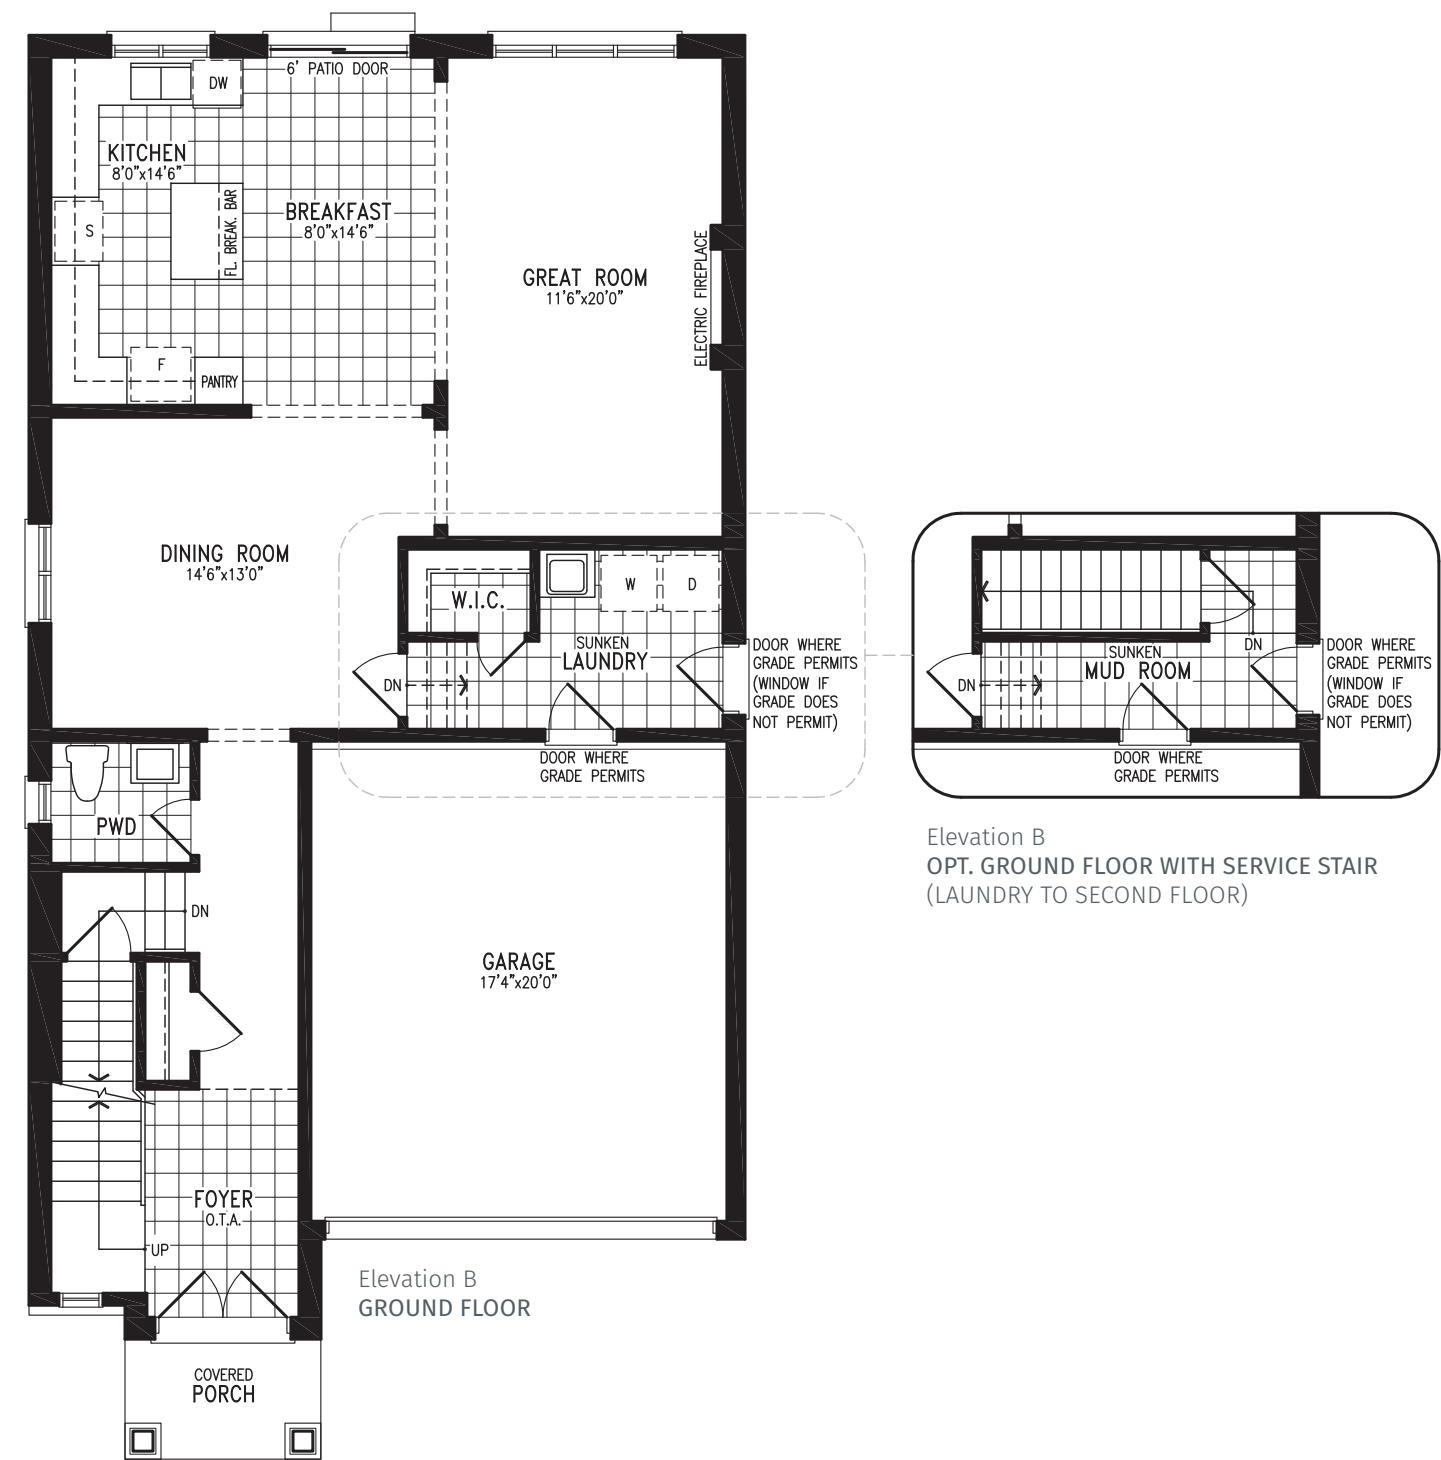 6' PATIO DOOR
DW
KITCHEN
8'0"x14'6"
S
FL. BREAK. BAR
BREAKFAST
8'0"x14'6"
GREAT ROOM
11'6"x20'0"
ELECTRIC FIREPLACE
F
PANTRY
DINING ROOM
14'6"x13'0"
W.I.C.
W
D
SUNKEN
LAUNDRY
DN
DOOR WHERE
GRADE PERMITS
(WINDOW IF
GRADE DOES
NOT PERMIT)
DOOR WHERE
GRADE PERMITS
PWD
DN
GARAGE
17'4"x20'0"
FOYER
O.T.A.
UP
Elevation B
GROUND FLOOR
COVERED
PORCH
DN
SUNKEN
MUD ROOM
DN
DOOR WHERE
GRADE PERMITS
(WINDOW IF
GRADE DOES
NOT PERMIT)
DOOR WHERE
GRADE PERMITS
Elevation B
OPT. GROUND FLOOR WITH SERVICE STAIR
(LAUNDRY TO SECOND FLOOR)